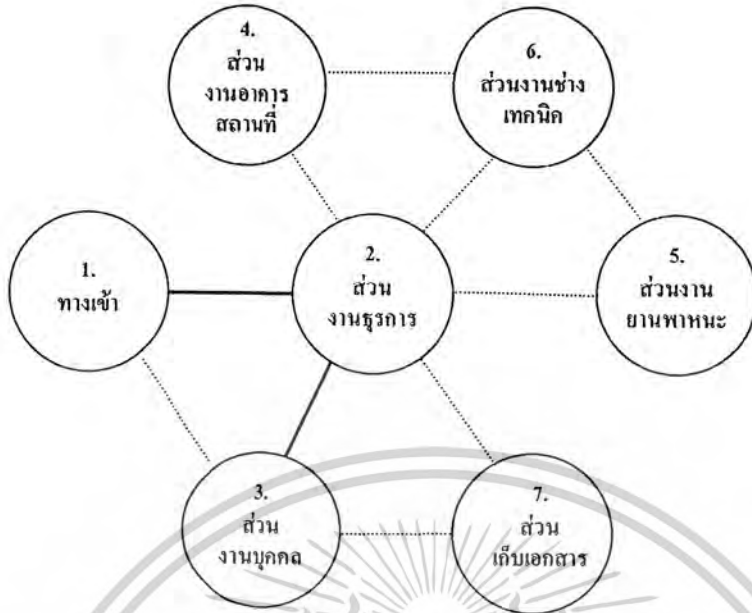 4.
ส่วน
งานอาคาร
สถานที่
6.
ส่วนงานช่าง
เทคนิค
1.
ทางเข้า
2.
ส่วน
งานธุรการ
5.
ส่วนงาน
ยานพาหนะ
3.
ส่วน
งานบุคคล
7.
ส่วน
เก็บเอกสาร